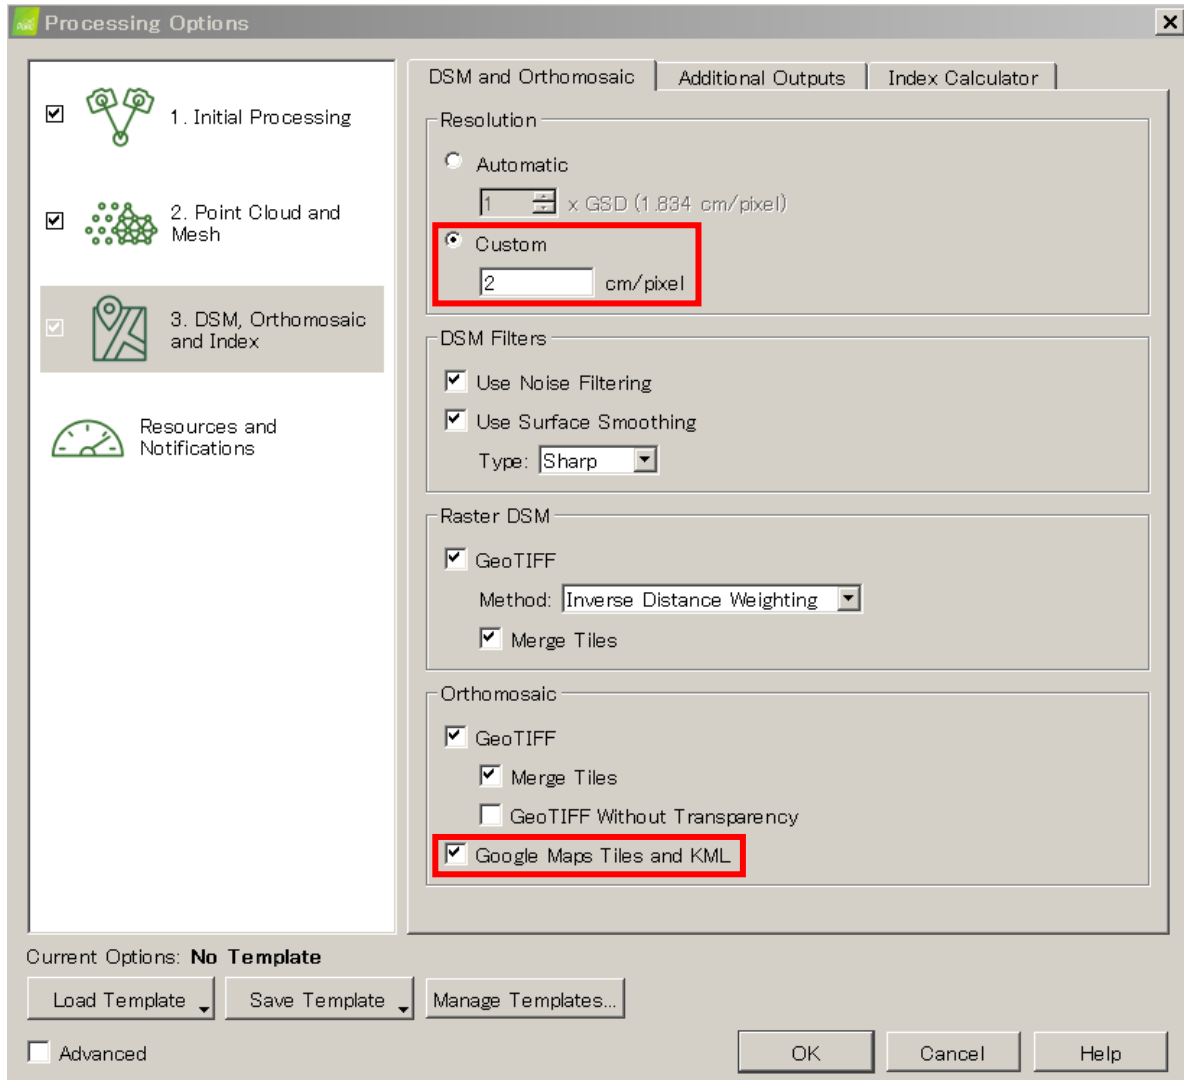 Processing Options
1. Initial Processing
2. Point Cloud and
Mesh
3. DSM, Orthomosaic
and Index
Resources and
Notifications
DSM and Orthomosaic
Additional Outputs
Index Calculator
Resolution
Automatic
1 x GSD (1.834 cm/pixel)
Custom
2 cm/pixel
DSM Filters
Use Noise Filtering
Use Surface Smoothing
Type: Sharp
Raster DSM
GeoTIFF
Method: Inverse Distance Weighting
Merge Tiles
Orthomosaic
GeoTIFF
Merge Tiles
GeoTIFF Without Transparency
Google Maps Tiles and KML
Current Options: No Template
Load Template
Save Template
Manage Templates...
Advanced
OK
Cancel
Help